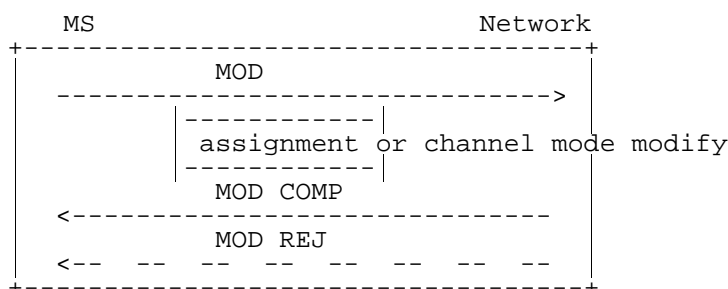 MS Network
MOD
assignment or channel mode modify
MOD COMP
MOD REJ